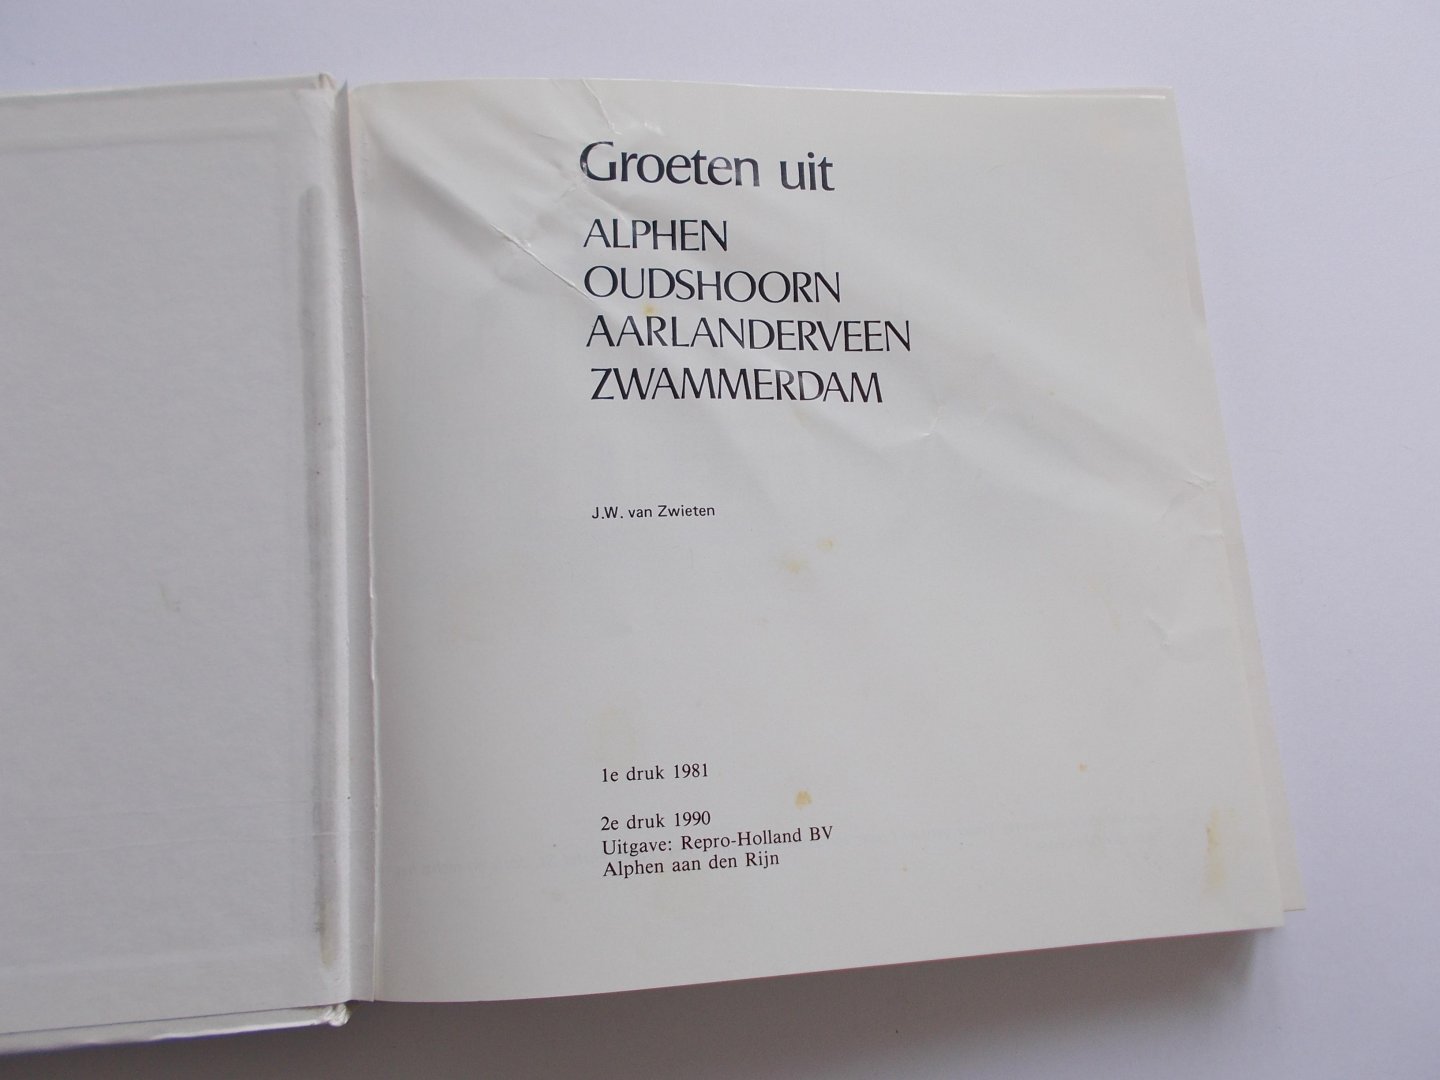 Groeten uit
ALPHEN
OUDSHOORN
AARLANDERVEEN
ZWAMMERDAM
J.W. van Zwieten
1e druk 1981
2e druk 1990
Uitgave: Repro-Holland BV
Alphen aan den Rijn